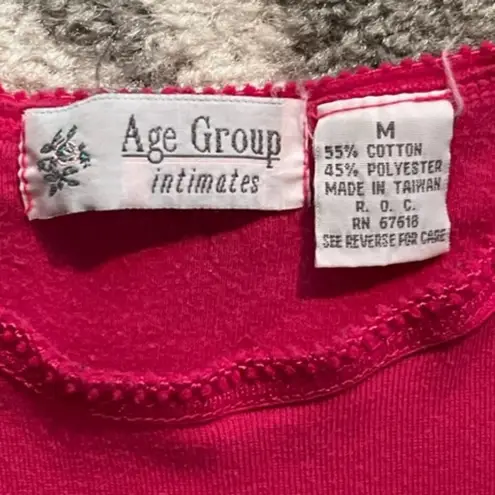 Age Group
intimates
M
55% COTTON
45% POLYESTER
MADE IN TAIWAN
R. O. C.
RN 67618
SEE REVERSE FOR CARE